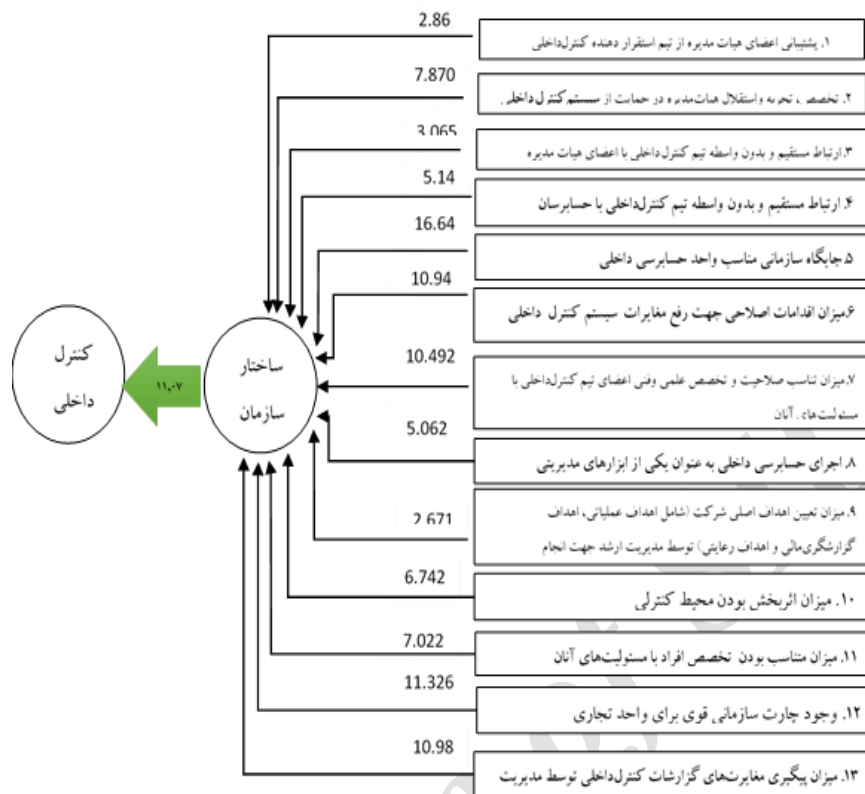 2.86
۱. پشتیبانی اعضای هیات مدیره از تیم استقرار دهنده کنترل‌داخلی
7.870
۲. تخصص، تجربه واستقلال هیات‌مدیره در حمایت از سیستم‌کنترل‌داخلی
3.065
۳.ارتباط مستقیم و بدون واسطه تیم کنترل‌داخلی با اعضای هیات مدیره
5.14
۴. ارتباط مستقیم و بدون واسطه تیم کنترل‌داخلی با حسابرسان
16.64
۵.جایگاه سازمانی مناسب واحد حسابرسی داخلی
10.94
۶.میزان اقدامات اصلاحی جهت رفع مغایرات سیستم کنترل داخلی
10.492
۷. میزان تناسب صلاحیت و تخصص علمی وفنی اعضای تیم‌کنترل‌داخلی با
مسئولیت‌های آنان
5.062
۸. اجرای حسابرسی داخلی به عنوان یکی از ابزارهای مدیریتی
2.671
۹. میزان تعیین اهداف اصلی شرکت (شامل اهداف عملیاتی، اهداف
گزارشگری‌مالی و اهداف رعایتی) توسط مدیریت ارشد جهت انجام
6.742
۱۰. میزان اثربخش بودن محیط کنترلی
7.022
۱۱. میزان متناسب بودن تخصص افراد با مسئولیت‌های آنان
11.326
۱۲. وجود چارت سازمانی قوی برای واحد تجاری
10.98
۱۳. میزان پیگیری مغایرت‌های گزارشات کنترل‌داخلی توسط مدیریت
ساختار
سازمان
۱۱.۰۷
کنترل
داخلی